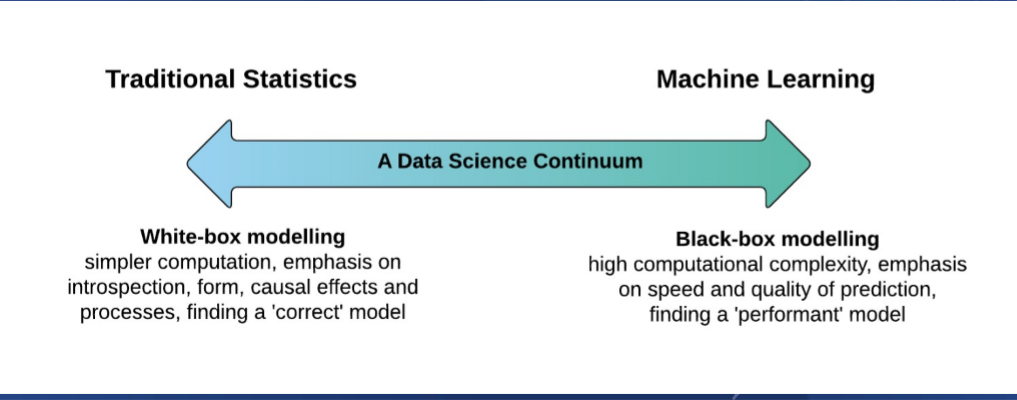 Traditional Statistics
Machine Learning
A Data Science Continuum
White-box modelling
simpler computation, emphasis on
introspection, form, causal effects and
processes, finding a 'correct' model
Black-box modelling
high computational complexity, emphasis
on speed and quality of prediction,
finding a 'performant' model